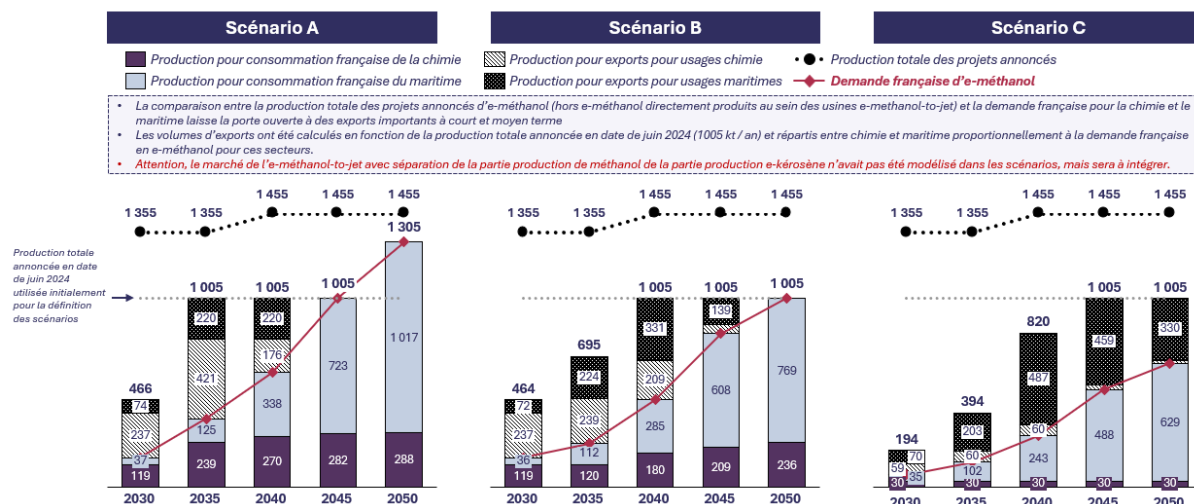 Scénario A
Scénario B
Scénario C
Production pour consommation française de la chimie
Production pour exports pour usages chimie
Production totale des projets annoncés
Production pour consommation française du maritime
Production pour exports pour usages maritimes
Demande française d'e-méthanol
• La comparaison entre la production totale des projets annoncés d'e-méthanol (hors e-méthanol directement produits au sein des usines e-methanol-to-jet) et la demande française pour la chimie et le
maritime laisse la porte ouverte à des exports importants à court et moyen terme
• Les volumes d'exports ont été calculés en fonction de la production totale annoncée en date de juin 2024 (1005 kt / an) et répartis entre chimie et maritime proportionnellement à la demande française
en e-méthanol pour ces secteurs.
• Attention, le marché de l'e-méthanol-to-jet avec séparation de la partie production de méthanol de la partie production e-kérosène n'avait pas été modélisé dans les scénarios, mais sera à intégrer.
1 355 1 355 1 455 1 455 1 455
1 355 1 355 1 455 1 455 1 455
1 355 1 355 1 455 1 455 1 455
Production totale
annoncée en date
de juin 2024
utilisée initialement
pour la définition
des scénarios
466 1 005 1 005 1 005 1 305
74 220 220
237 421 176
37 125 338 723 1 017
119 239 270 282 288
2030 2035 2040 2045 2050
464 695 1 005 1 005 1 005
72 224 331 139
237 239 209
36 112 285 608 769
119 120 180 209 236
2030 2035 2040 2045 2050
194 394 820 1 005 1 005
59 203 487 459 330
70 60 60
35 102 243 488 629
30 30 30 30 30
2030 2035 2040 2045 2050